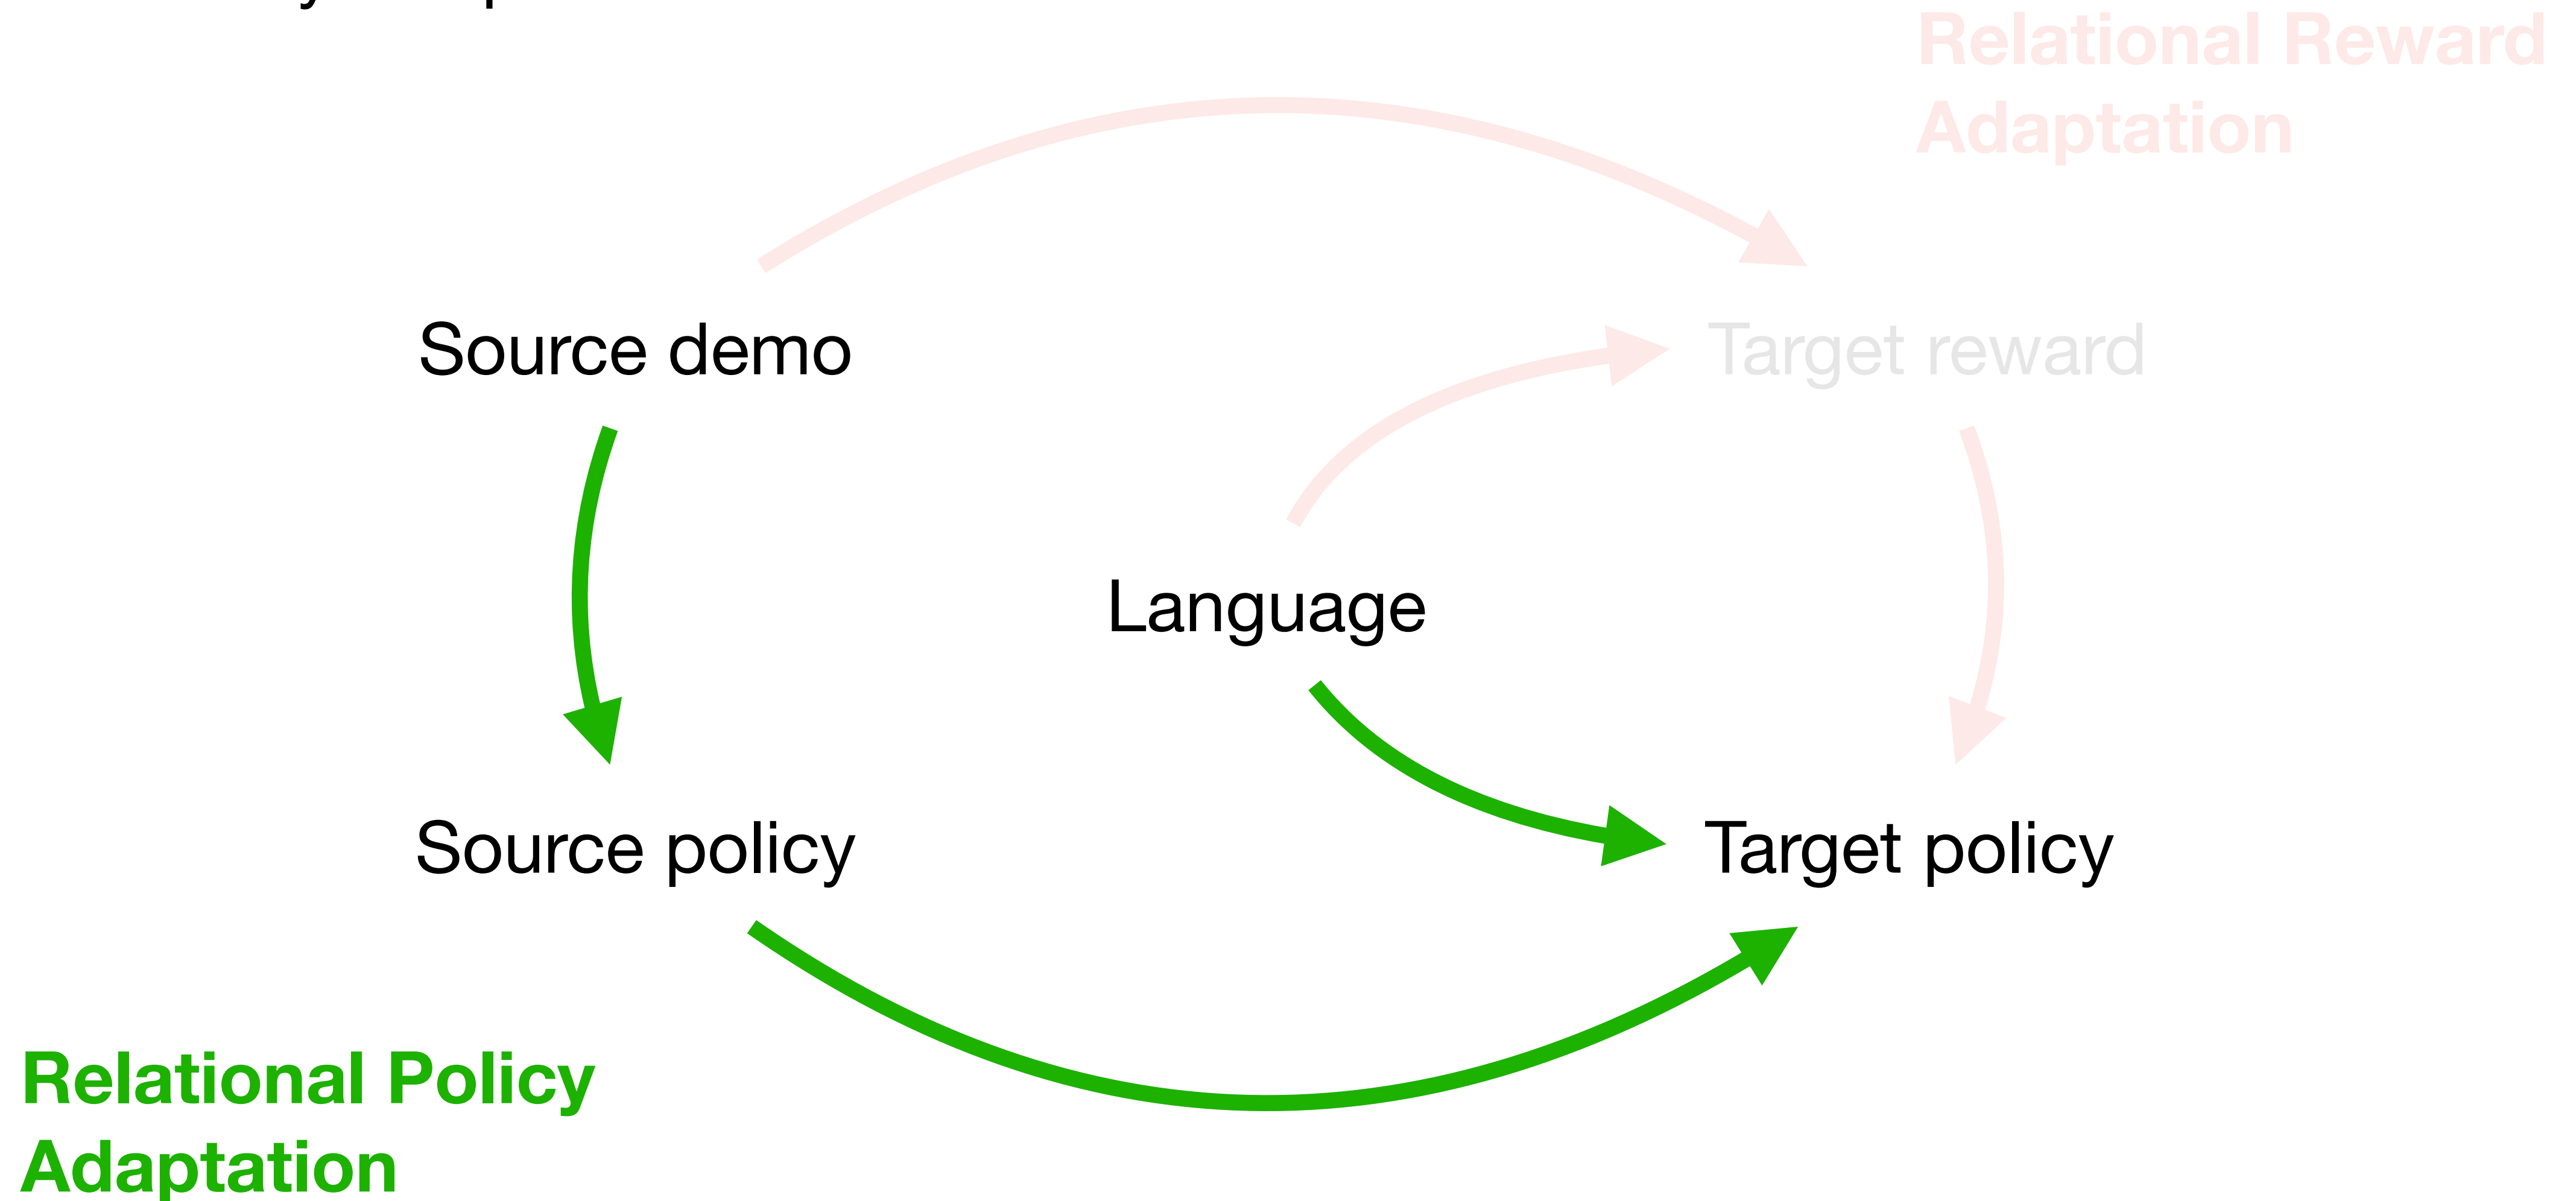 Relational Reward
Adaptation
Source demo
Target reward
Language
Source policy
Target policy
Relational Policy
Adaptation